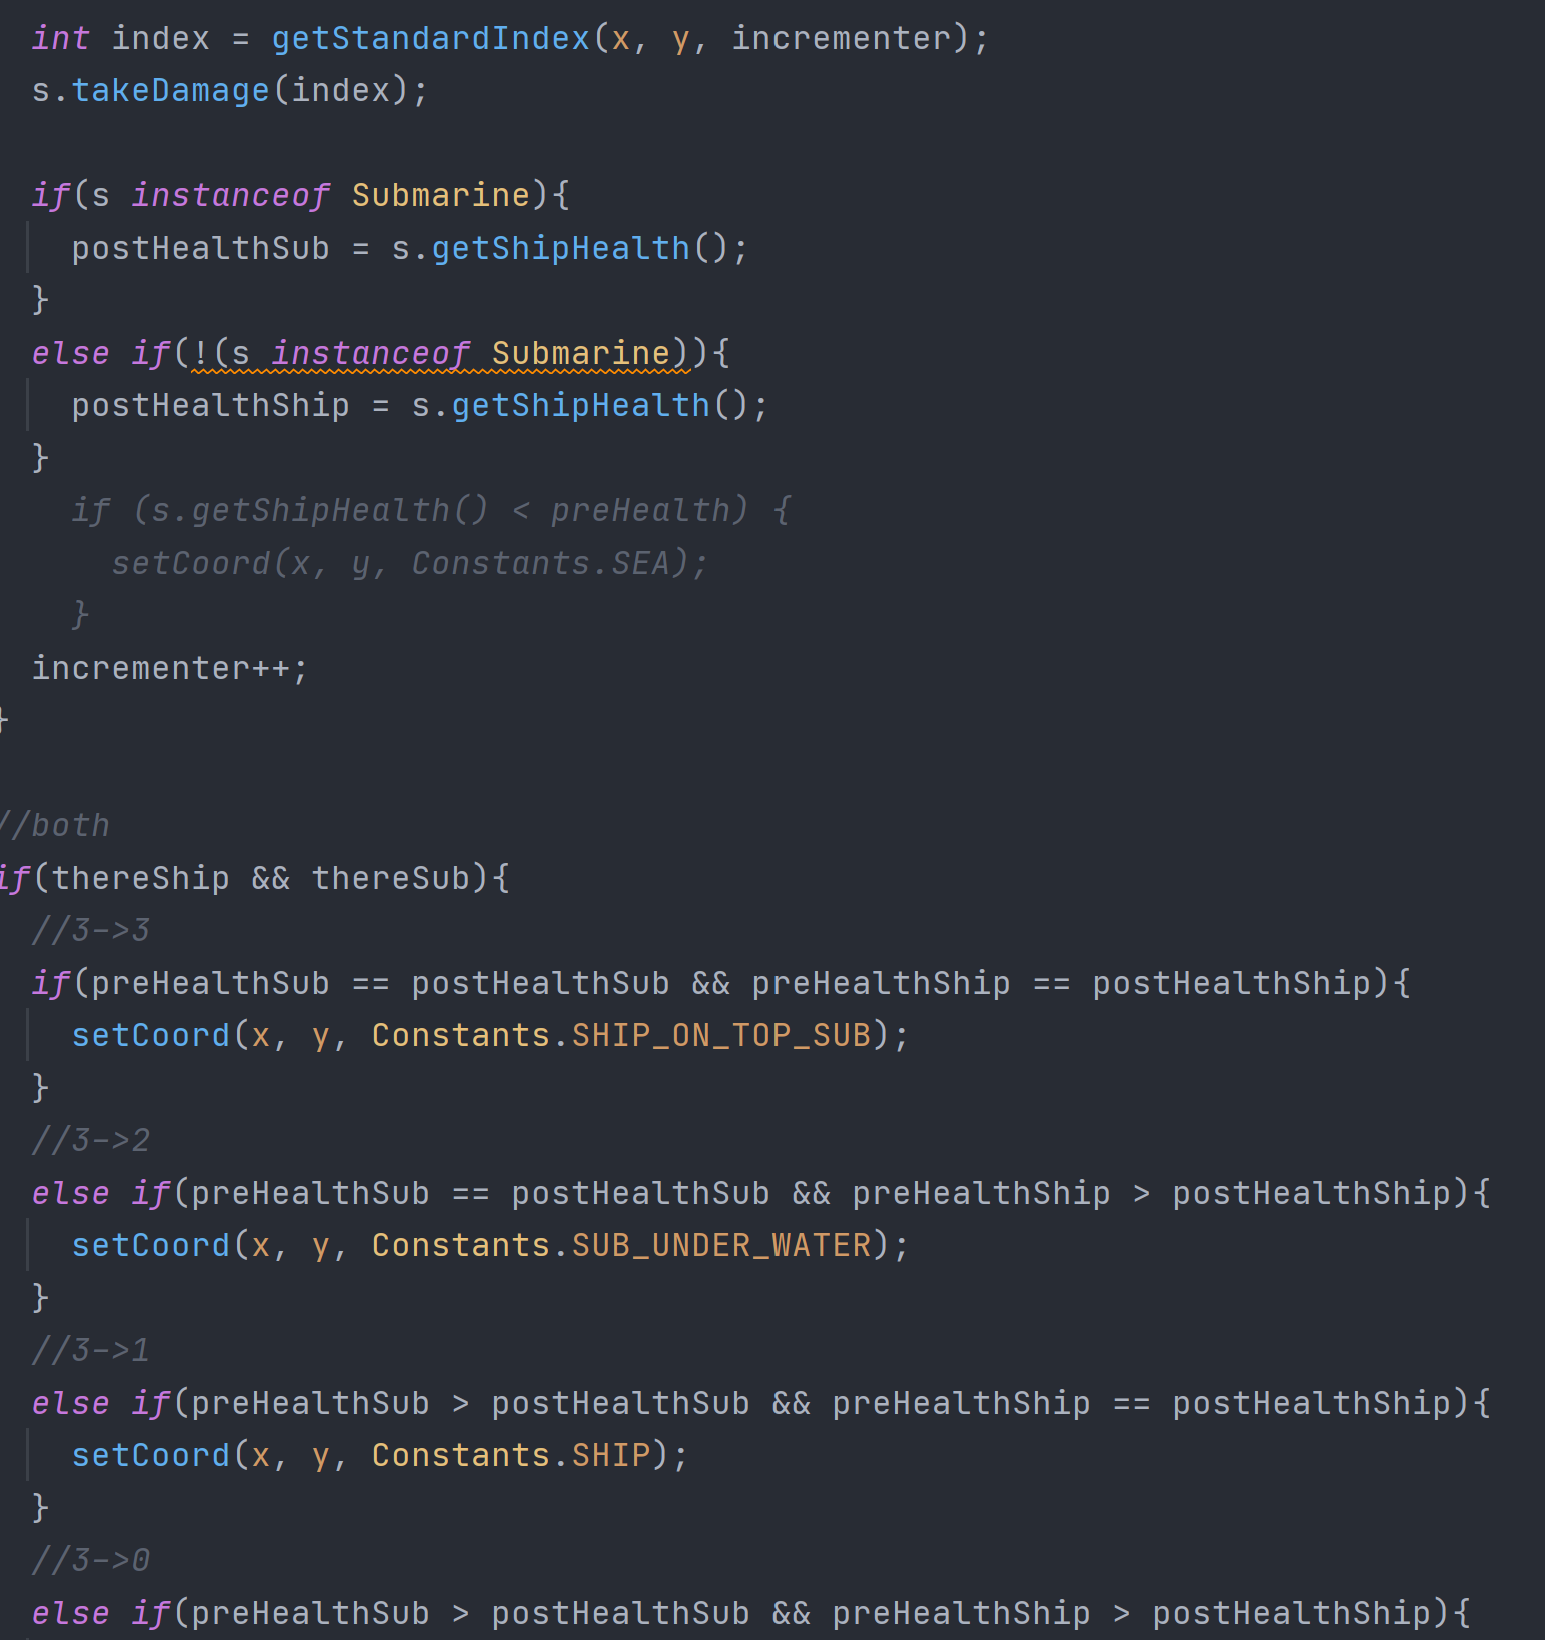 int index = getStandardIndex(x, y, incrementer);
s.takeDamage(index);
if(s instanceof Submarine){
postHealthSub = s.getShipHealth();
}
else if(!(s instanceof Submarine)){
postHealthShip = s.getShipHealth();
}
if (s.getShipHealth() < preHealth) {
setCoord(x, y, Constants.SEA);
}
incrementer++;
}
//both
if(thereShip && thereSub){
//3->3
if(preHealthSub == postHealthSub && preHealthShip == postHealthShip){
setCoord(x, y, Constants.SHIP_ON_TOP_SUB);
}
//3->2
else if(preHealthSub == postHealthSub && preHealthShip > postHealthShip){
setCoord(x, y, Constants.SUB_UNDER_WATER);
}
//3->1
else if(preHealthSub > postHealthSub && preHealthShip == postHealthShip){
setCoord(x, y, Constants.SHIP);
}
//3->0
else if(preHealthSub > postHealthSub && preHealthShip > postHealthShip){